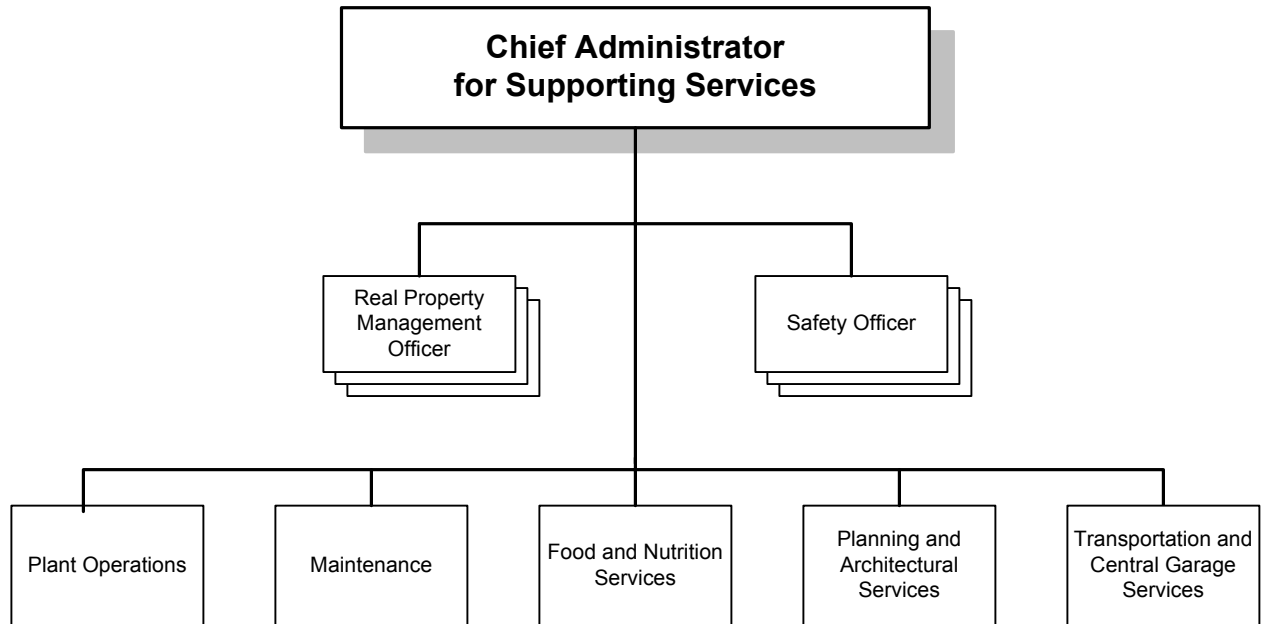 Chief Administrator
for Supporting Services
Real Property
Management
Officer
Safety Officer
Plant Operations
Maintenance
Food and Nutrition
Services
Planning and
Architectural
Services
Transportation and
Central Garage
Services